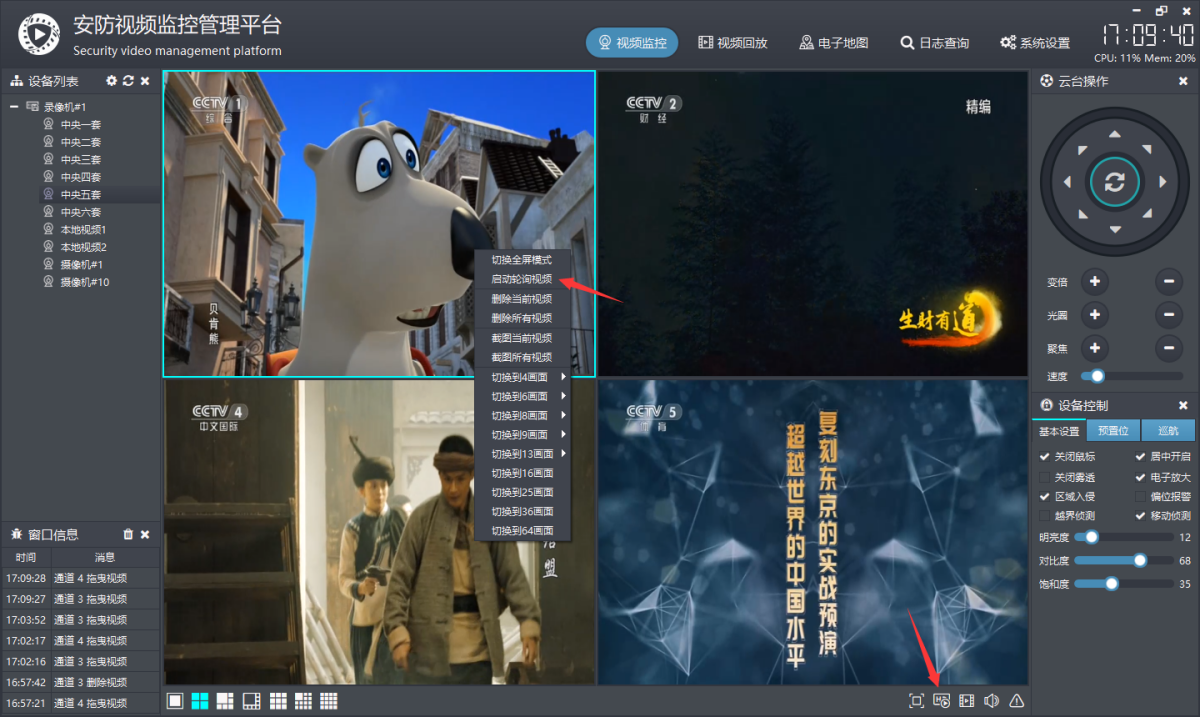 安防视频监控管理平台
Security video management platform
视频监控
视频回放
电子地图
日志查询
系统设置
17:09:40
CPU: 11% Mem: 20%
设备列表
录像机#1
中央一套
中央二套
中央三套
中央四套
中央五套
中央六套
本地视频1
本地视频2
摄像机#1
摄像机#10
窗口信息
时间 消息
17:09:28 通道 4 拖曳视频
17:09:27 通道 3 拖曳视频
17:03:52 通道 3 拖曳视频
17:02:17 通道 4 拖曳视频
17:02:16 通道 3 拖曳视频
16:57:42 通道 3 删除视频
16:57:21 通道 4 拖曳视频
CCTV 1
综合
贝肯熊
CCTV 2
财经
精编
生财有道
切换全屏模式
启动轮询视频
删除当前视频
删除所有视频
截图当前视频
截图所有视频
切换到4画面
切换到6画面
切换到8画面
切换到9画面
切换到13画面
切换到16画面
切换到25画面
切换到36画面
切换到64画面
CCTV 4
中文国际
盟
CCTV 5
体育
复刻东京的实战预演
超越世界的中国水平
云台操作
变倍
光圈
聚焦
速度
设备控制
基本设置 预置位 巡航
关闭鼠标 居中开启
关闭雾透 电子放大
区域入侵 偏位报警
越界侦测 移动侦测
明亮度 12
对比度 68
饱和度 35